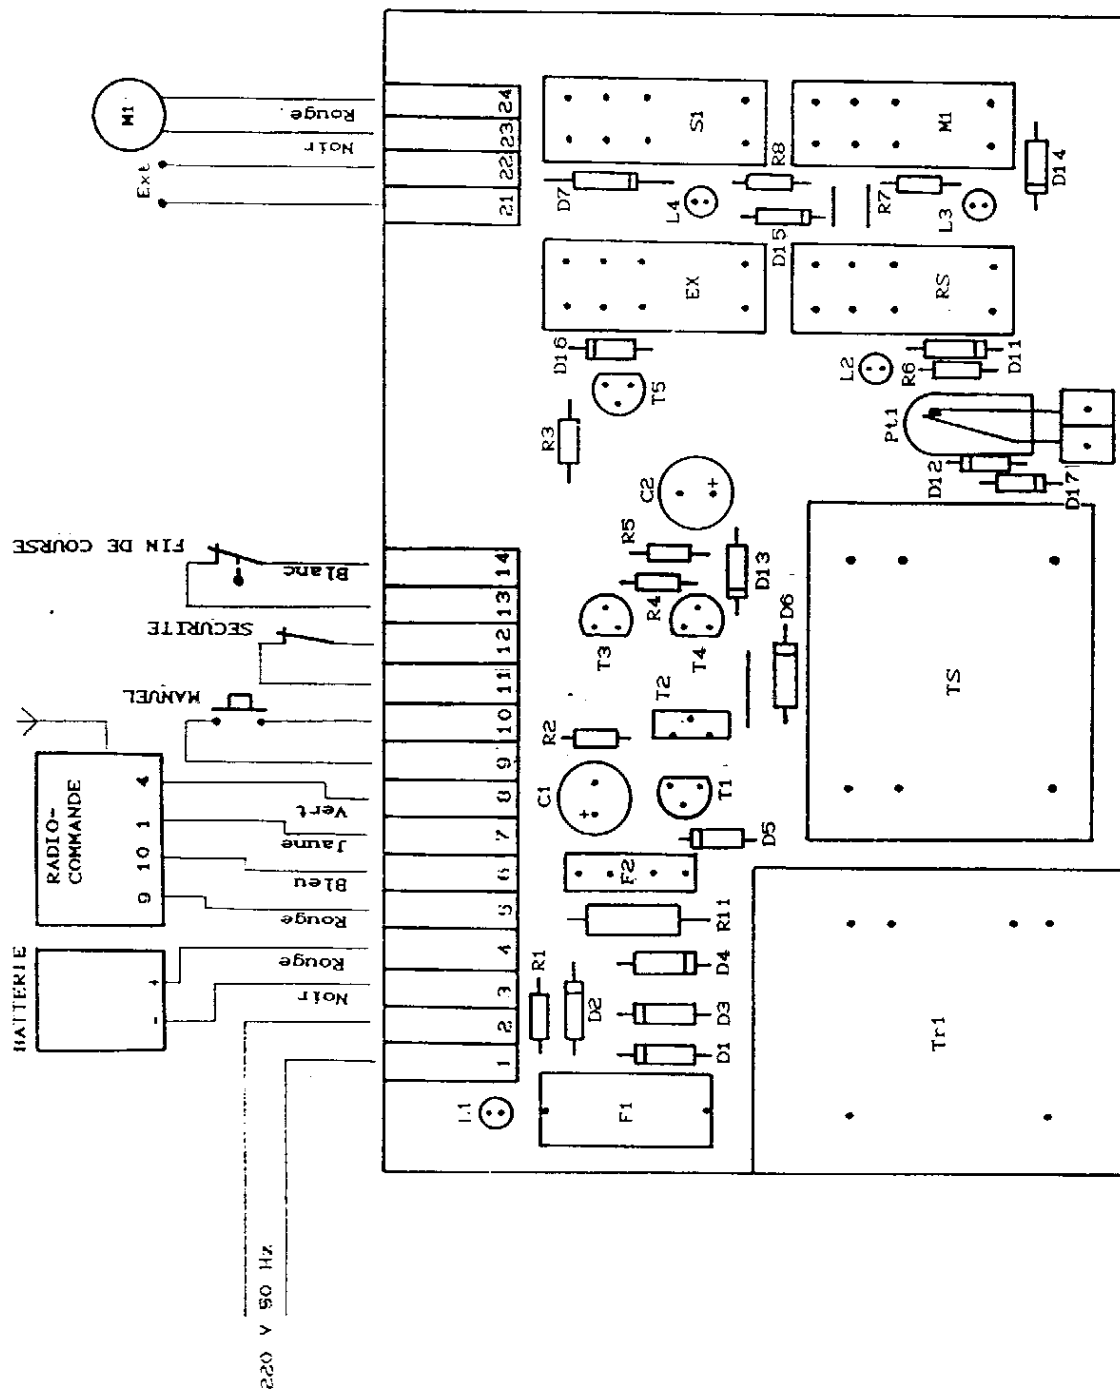 220 V 50 Hz
BATTERIE
-
+
RADIO-
COMMANDE
9
10
1
4
MANUEL
SECURITE
FIN DE COURSE
Ext
M1
Noir
Rouge
Rouge
Bleu
Jaune
Vert
Blanc
Noir
Rouge
1
2
3
4
5
6
7
8
9
10
11
12
13
14
21
22
23
24
L1
F1
R1
D2
D1
D3
D4
R11
F2
D5
C1
+
T1
R2
T2
T3
T4
R4
R5
D13
D6
C2
+
R3
T5
D16
EX
D7
L4
S1
R8
D15
R7
L3
M1
D14
RS
L2
R6
D11
Pt1
D12
D17
TS
Tr1